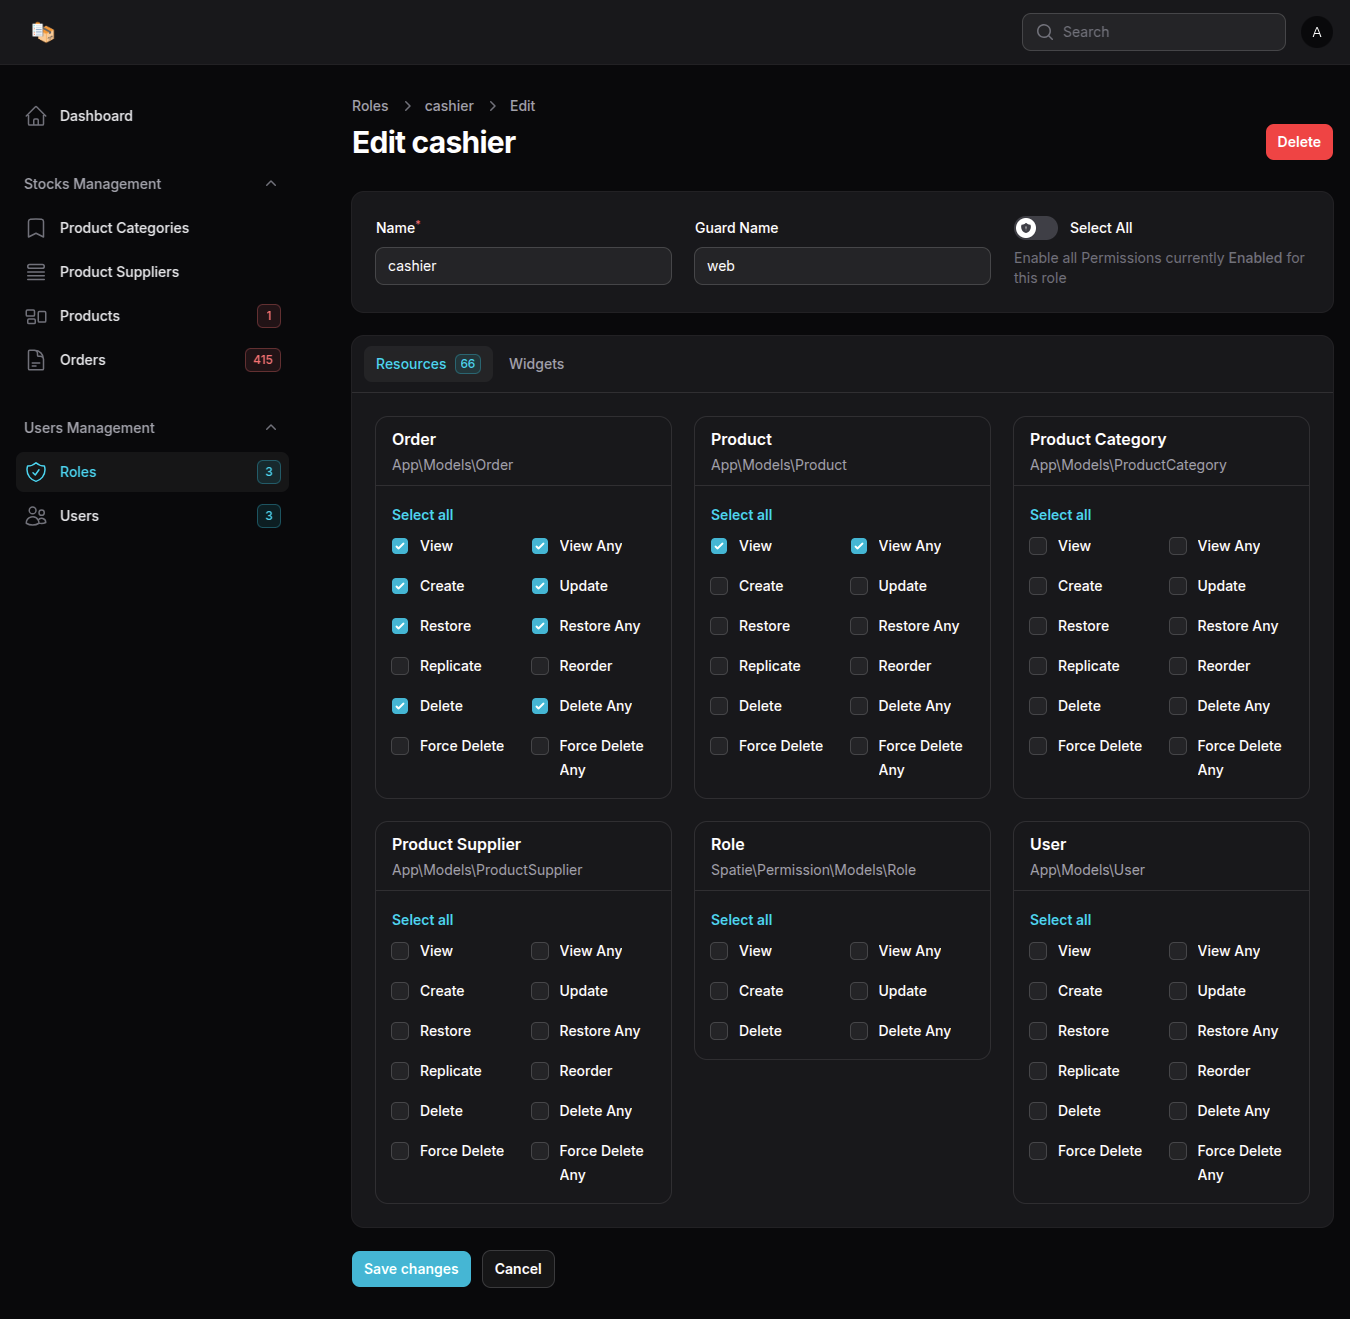 Search
A
Dashboard
Stocks Management
Product Categories
Product Suppliers
Products
1
Orders
415
Users Management
Roles
3
Users
3
Roles
cashier
Edit
Edit cashier
Delete
Name*
cashier
Guard Name
web
Select All
Enable all Permissions currently Enabled for
this role
Resources
66
Widgets
Order
App\Models\Order
Select all
View
View Any
Create
Update
Restore
Restore Any
Replicate
Reorder
Delete
Delete Any
Force Delete
Force Delete
Any
Product
App\Models\Product
Select all
View
View Any
Create
Update
Restore
Restore Any
Replicate
Reorder
Delete
Delete Any
Force Delete
Force Delete
Any
Product Category
App\Models\ProductCategory
Select all
View
View Any
Create
Update
Restore
Restore Any
Replicate
Reorder
Delete
Delete Any
Force Delete
Force Delete
Any
Product Supplier
App\Models\ProductSupplier
Select all
View
View Any
Create
Update
Restore
Restore Any
Replicate
Reorder
Delete
Delete Any
Force Delete
Force Delete
Any
Role
Spatie\Permission\Models\Role
Select all
View
View Any
Create
Update
Delete
Delete Any
User
App\Models\User
Select all
View
View Any
Create
Update
Restore
Restore Any
Replicate
Reorder
Delete
Delete Any
Force Delete
Force Delete
Any
Save changes
Cancel